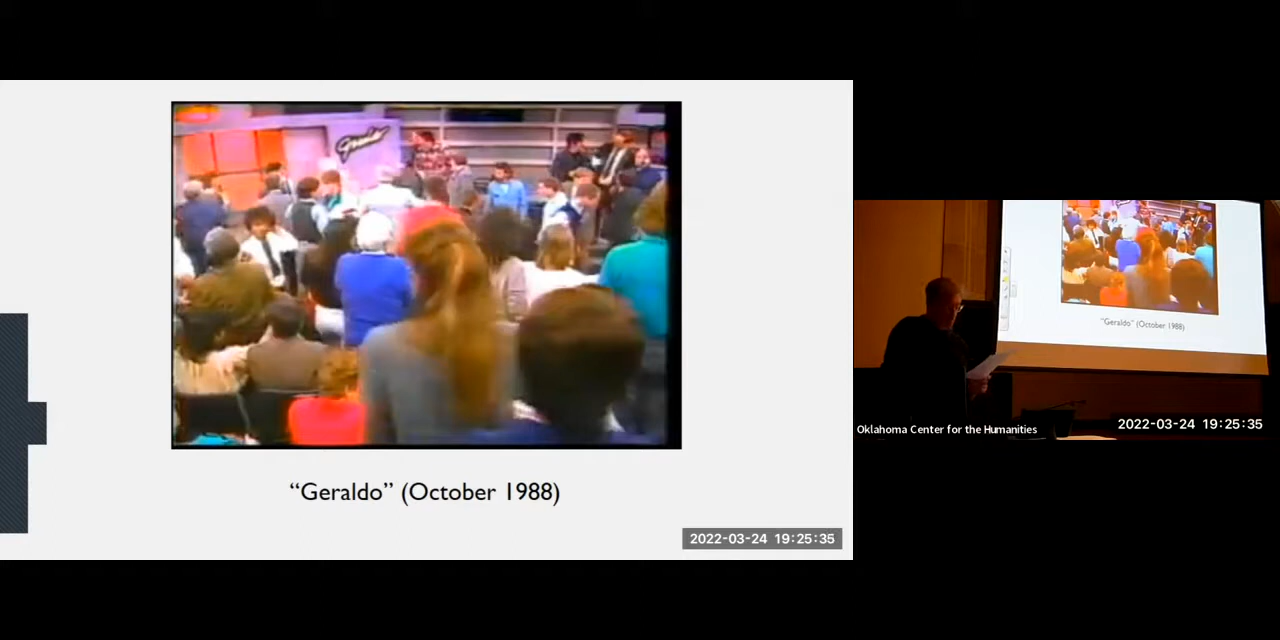 Geraldo
“Geraldo” (October 1988)
2022-03-24 19:25:35
“Geraldo” (October 1988)
Oklahoma Center for the Humanities
2022-03-24 19:25:35